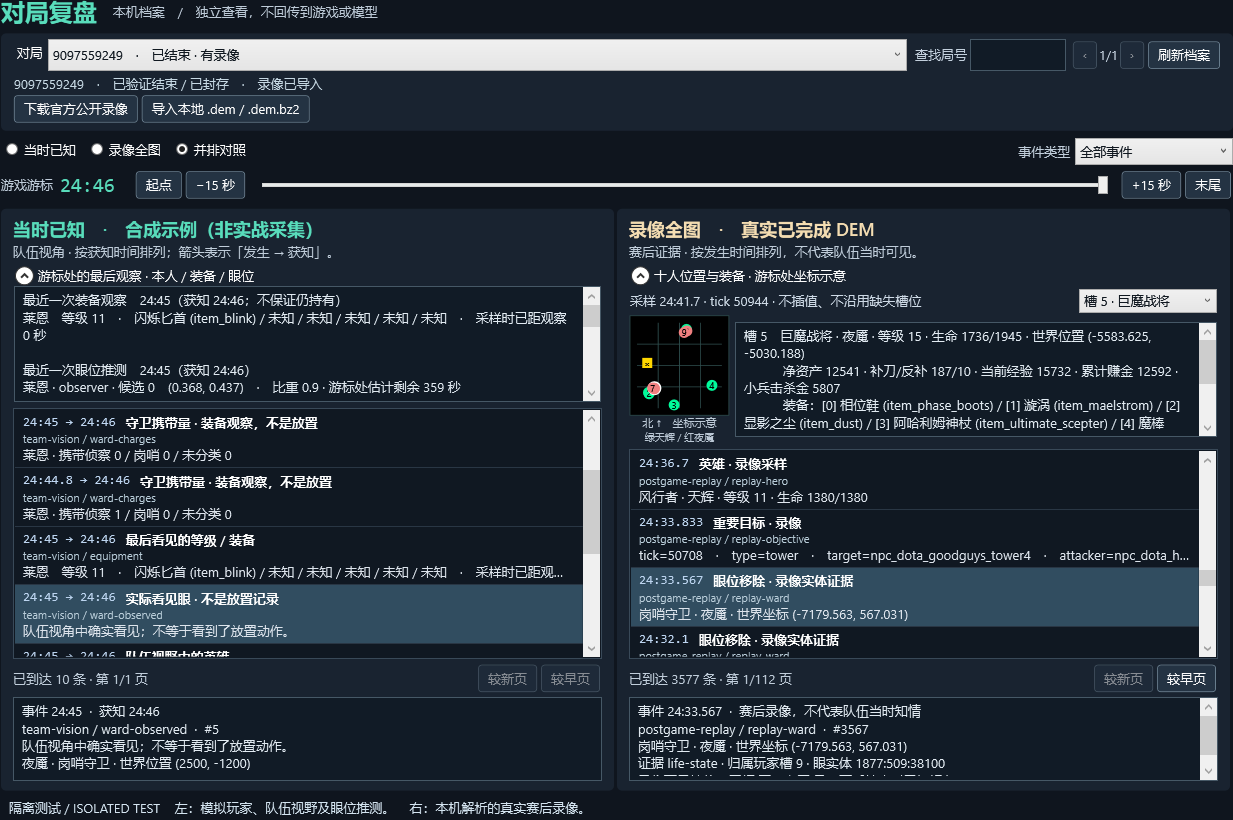 对局复盘 本机档案 / 独立查看，不回传到游戏或模型
对局 9097559249 · 已结束 · 有录像 查找局号 ‹ 1/1 › 刷新档案
9097559249 · 已验证结束 / 已封存 · 录像已导入
下载官方公开录像 导入本地 .dem / .dem.bz2
当时已知 录像全图 并排对照 事件类型 全部事件
游戏游标 24:46 起点 −15 秒 +15 秒 末尾
当时已知 · 合成示例（非实战采集）
队伍视角 · 按获知时间排列；箭头表示「发生 → 获知」。
游标处的最后观察 · 本人 / 装备 / 眼位
最近一次装备观察 24:45（获知 24:46；不保证仍持有）
莱恩 等级 11 · 闪烁匕首 (item_blink) / 未知 / 未知 / 未知 / 未知 / 未知 · 采样时已距观察
0 秒
最近一次眼位推测 24:45（获知 24:46）
莱恩 · observer · 候选 0 (0.368, 0.437) · 比重 0.9 · 游标处估计剩余 359 秒
24:45 → 24:46 守卫携带量 · 装备观察，不是放置
team-vision / ward-charges
莱恩 · 携带侦察 0 / 岗哨 0 / 未分类 0
24:44.8 → 24:46 守卫携带量 · 装备观察，不是放置
team-vision / ward-charges
莱恩 · 携带侦察 1 / 岗哨 0 / 未分类 0
24:45 → 24:46 最后看见的等级 / 装备
team-vision / equipment
莱恩 等级 11 · 闪烁匕首 (item_blink) / 未知 / 未知 / 未知 / 未知 / 未知 · 采样时已距观...
24:45 → 24:46 实际看见眼 · 不是放置记录
team-vision / ward-observed
队伍视角中确实看见；不等于看到了放置动作。
24:45 → 24:46 队伍视野中的英雄
已到达 10 条 · 第 1/1 页 较新页 较早页
事件 24:45 · 获知 24:46
team-vision / ward-observed · #5
队伍视角中确实看见；不等于看到了放置动作。
夜魇 · 岗哨守卫 · 世界位置 (2500, -1200)
录像全图 · 真实已完成 DEM
赛后证据 · 按发生时间排列，不代表队伍当时可见。
十人位置与装备 · 游标处坐标示意
采样 24:41.7 · tick 50944 · 不插值、不沿用缺失槽位 槽 5 · 巨魔战将
9
×
7
2
4
3
北 ↑ 坐标示意
绿天辉 / 红夜魇
槽 5 巨魔战将 · 夜魇 · 等级 15 · 生命 1736/1945 · 世界位置 (-5583.625,
-5030.188)
净资产 12541 · 补刀/反补 187/10 · 当前经验 15732 · 累计赚金 12592 ·
小兵击杀金 5807
装备：[0] 相位鞋 (item_phase_boots) / [1] 漩涡 (item_maelstrom) / [2]
显影之尘 (item_dust) / [3] 阿哈利姆神杖 (item_ultimate_scepter) / [4] 魔棒
24:36.7 英雄 · 录像采样
postgame-replay / replay-hero
风行者 · 天辉 · 等级 11 · 生命 1380/1380
24:33.833 重要目标 · 录像
postgame-replay / replay-objective
tick=50708 · type=tower · target=npc_dota_goodguys_tower4 · attacker=npc_dota_h...
24:33.567 眼位移除 · 录像实体证据
postgame-replay / replay-ward
岗哨守卫 · 夜魇 · 世界坐标 (-7179.563, 567.031)
24:32.1 眼位移除 · 录像实体证据
postgame-replay / replay-ward
已到达 3577 条 · 第 1/112 页 较新页 较早页
事件 24:33.567 · 赛后录像，不代表队伍当时知情
postgame-replay / replay-ward · #3567
岗哨守卫 · 夜魇 · 世界坐标 (-7179.563, 567.031)
证据 life-state · 归属玩家槽 9 · 眼实体 1877:509:38100
隔离测试 / ISOLATED TEST 左：模拟玩家、队伍视野及眼位推测。 右：本机解析的真实赛后录像。